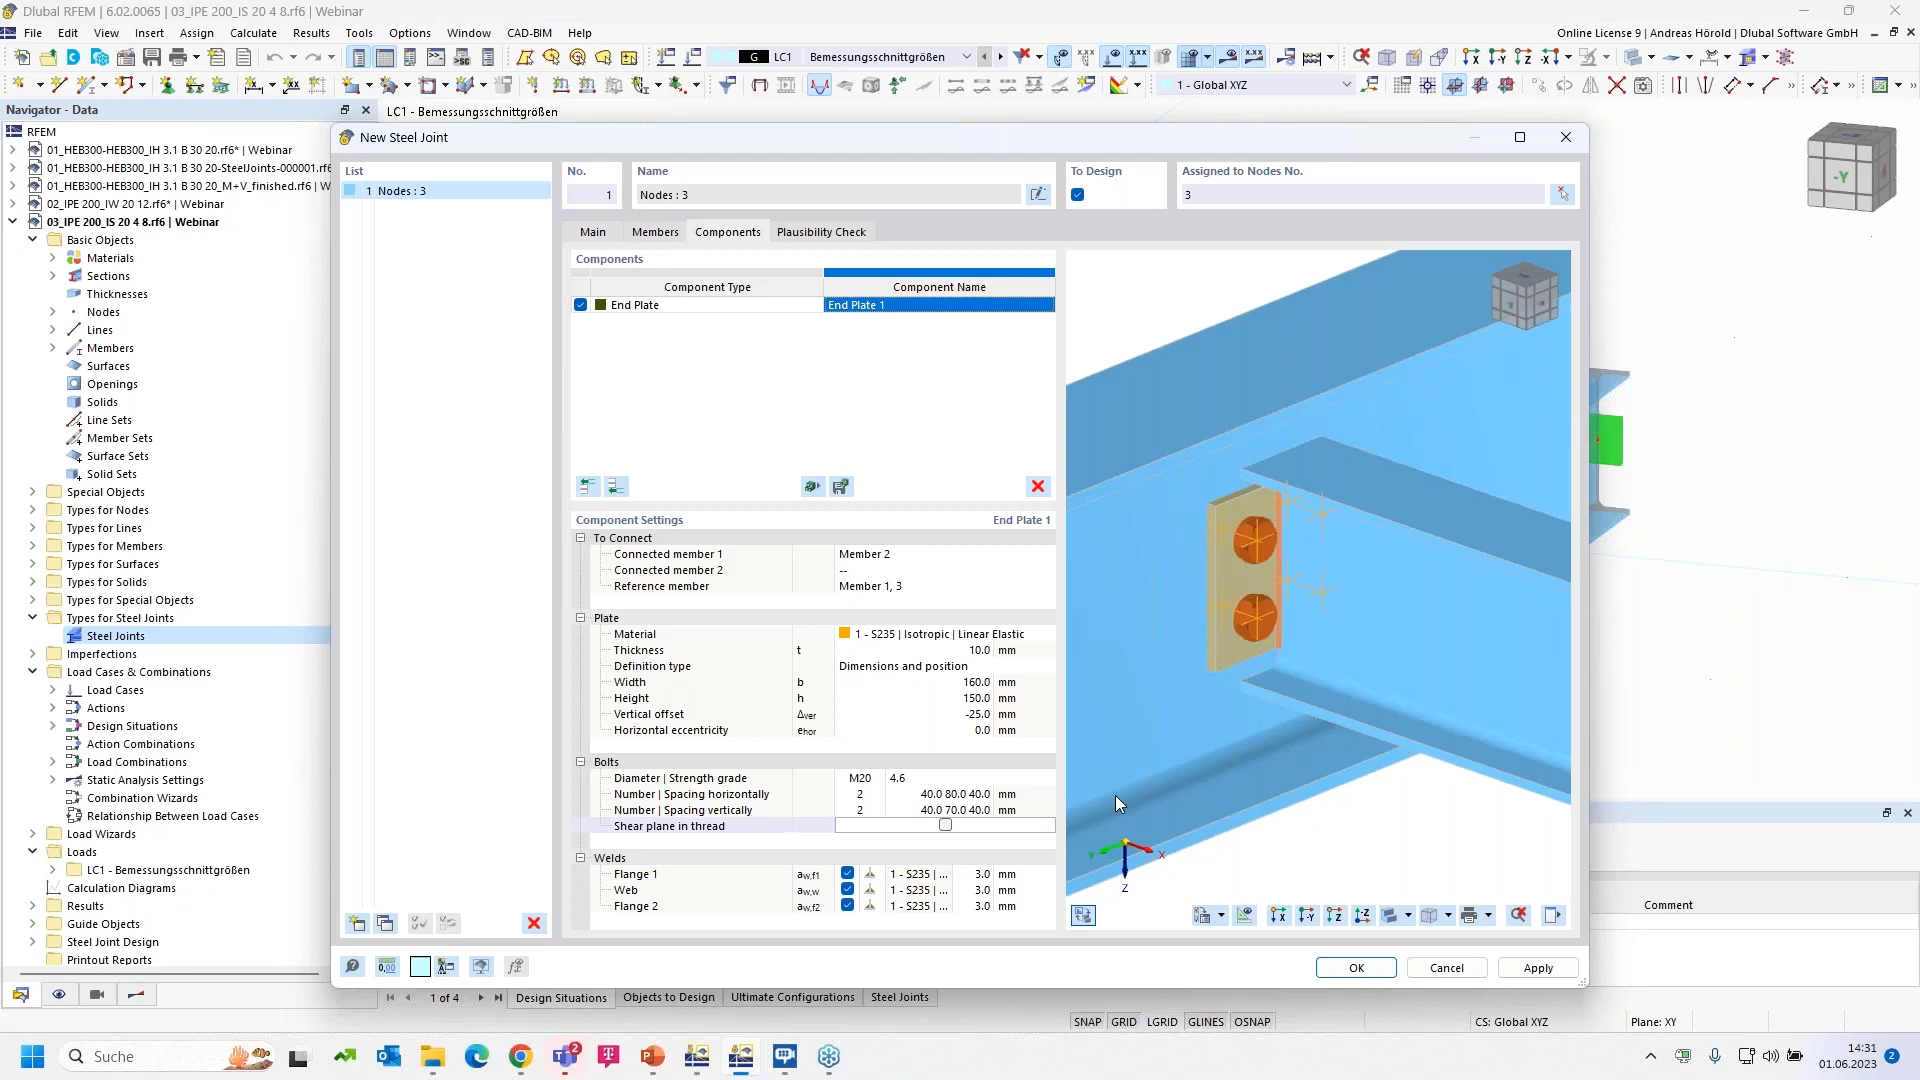 Dlubal RFEM | 6.02.0065 | 03_IPE 200_IS 20 4 8.rf6 | Webinar
File Edit View Insert Assign Calculate Results Tools Options Window CAD-BIM Help
Online License 9 | Andreas Hörold | Dlubal Software GmbH
G LC1 Bemessungsschnittgrößen
1 - Global XYZ
Navigator - Data
LC1 - Bemessungsschnittgrößen
RFEM
01_HEB300-HEB300_IH 3.1 B 30 20.rf6* | Webinar
01_HEB300-HEB300_IH 3.1 B 30 20-SteelJoints-000001.rf6
01_HEB300-HEB300_IH 3.1 B 30 20_M+V_finished.rf6 | W
02_IPE 200_IW 20 12.rf6* | Webinar
03_IPE 200_IS 20 4 8.rf6 | Webinar
Basic Objects
Materials
Sections
Thicknesses
Nodes
Lines
Members
Surfaces
Openings
Solids
Line Sets
Member Sets
Surface Sets
Solid Sets
Special Objects
Types for Nodes
Types for Lines
Types for Members
Types for Surfaces
Types for Solids
Types for Special Objects
Types for Steel Joints
Steel Joints
Imperfections
Load Cases & Combinations
Load Cases
Actions
Design Situations
Action Combinations
Load Combinations
Static Analysis Settings
Combination Wizards
Relationship Between Load Cases
Load Wizards
Loads
LC1 - Bemessungsschnittgrößen
Calculation Diagrams
Results
Guide Objects
Steel Joint Design
Printout Reports
New Steel Joint
List
1 Nodes : 3
No.
1
Name
Nodes : 3
To Design
Assigned to Nodes No.
3
Main Members Components Plausibility Check
Components
Component Type Component Name
End Plate End Plate 1
Component Settings End Plate 1
To Connect
Connected member 1 Member 2
Connected member 2 --
Reference member Member 1, 3
Plate
Material 1 - S235 | Isotropic | Linear Elastic
Thickness t 10.0 mm
Definition type Dimensions and position
Width b 160.0 mm
Height h 150.0 mm
Vertical offset Δver -25.0 mm
Horizontal eccentricity ehor 0.0 mm
Bolts
Diameter | Strength grade M20 4.6
Number | Spacing horizontally 2 40.0 80.0 40.0 mm
Number | Spacing vertically 2 40.0 70.0 40.0 mm
Shear plane in thread
Welds
Flange 1 aw,f1 1 - S235 | ... 3.0 mm
Web aw,w 1 - S235 | ... 3.0 mm
Flange 2 aw,f2 1 - S235 | ... 3.0 mm
Y X
Z
-Y
OK Cancel Apply
Comment
1 of 4 Design Situations Objects to Design Ultimate Configurations Steel Joints
SNAP GRID LGRID GLINES OSNAP
CS: Global XYZ Plane: XY
Suche
2
14:31
01.06.2023
2